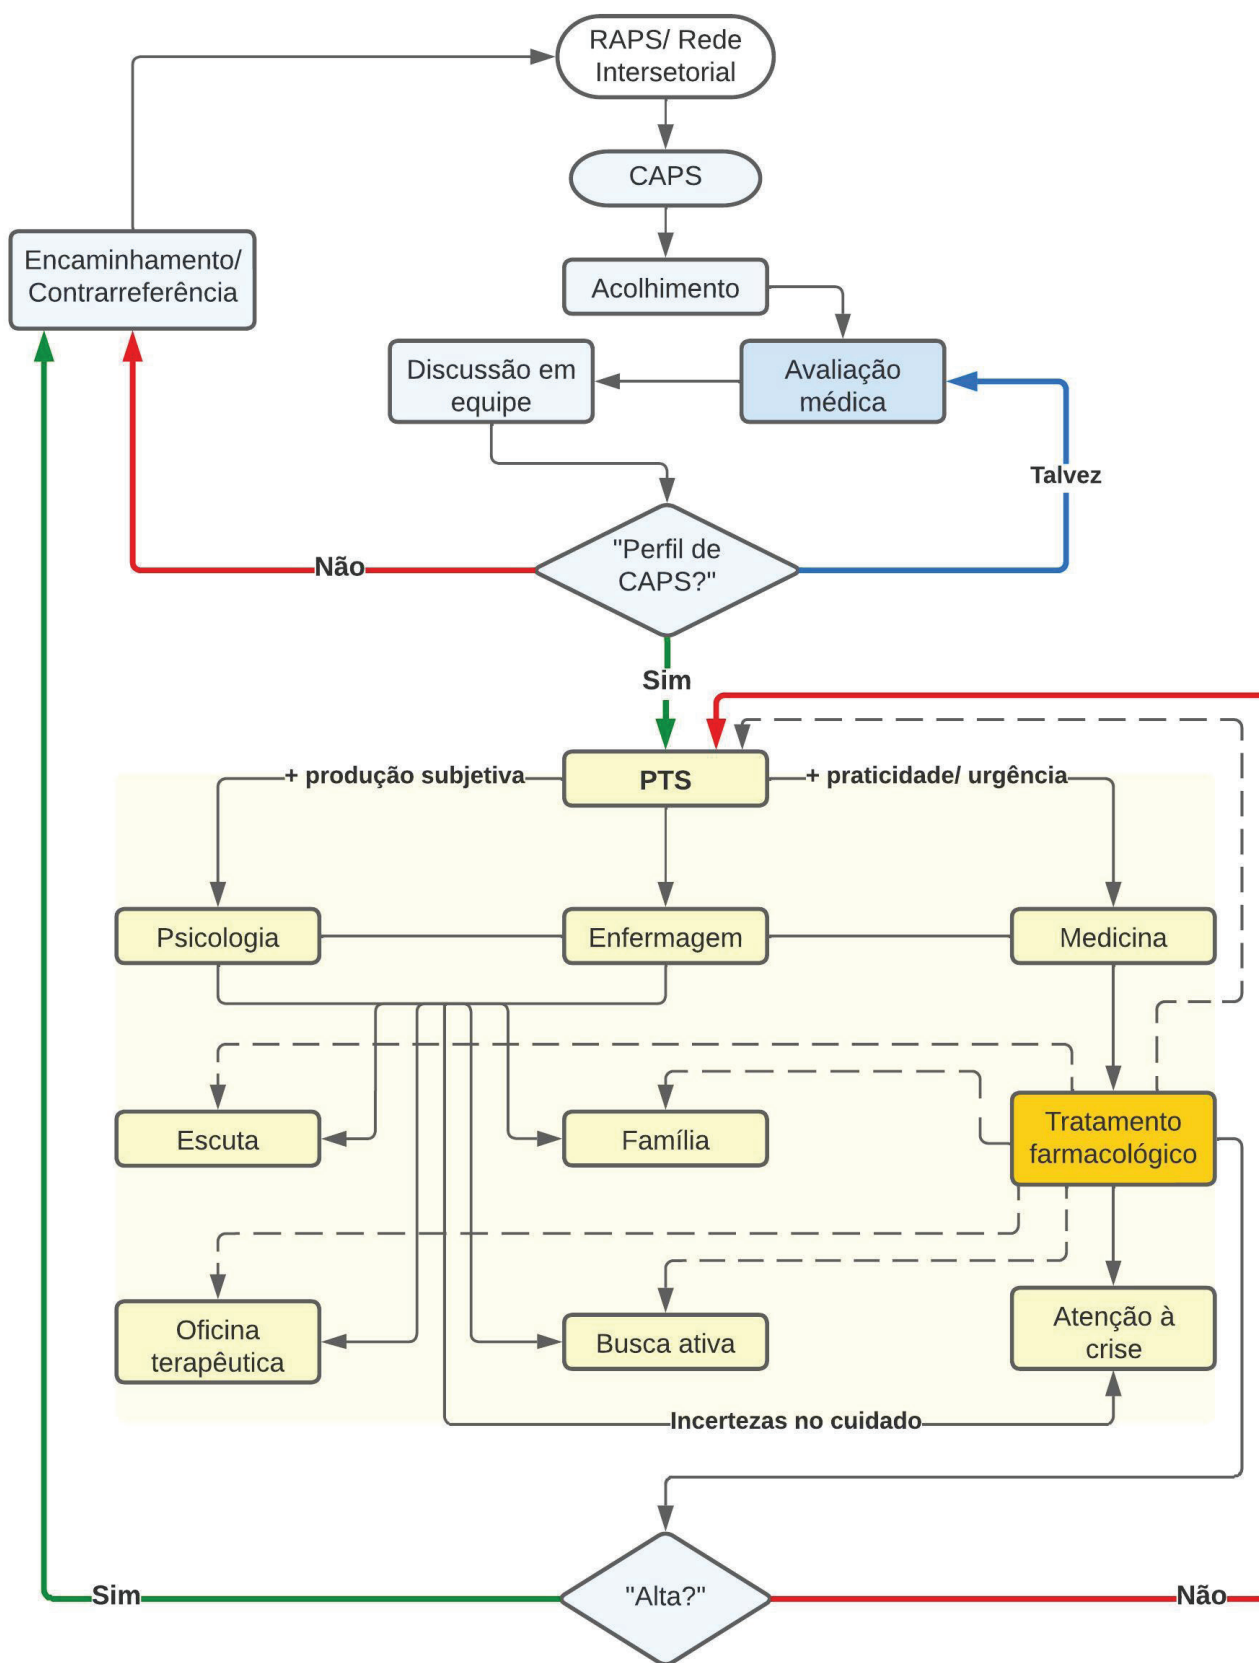 RAPS/ Rede
Intersetorial
CAPS
Encaminhamento/
Contrarreferência
Acolhimento
Discussão em
equipe
Avaliação
médica
Talvez
"Perfil de
CAPS?"
Não
Sim
+ produção subjetiva
PTS
+ praticidade/ urgência
Psicologia
Enfermagem
Medicina
Escuta
Família
Tratamento
farmacológico
Oficina
terapêutica
Busca ativa
Atenção à
crise
Incertezas no cuidado
Sim
"Alta?"
Não